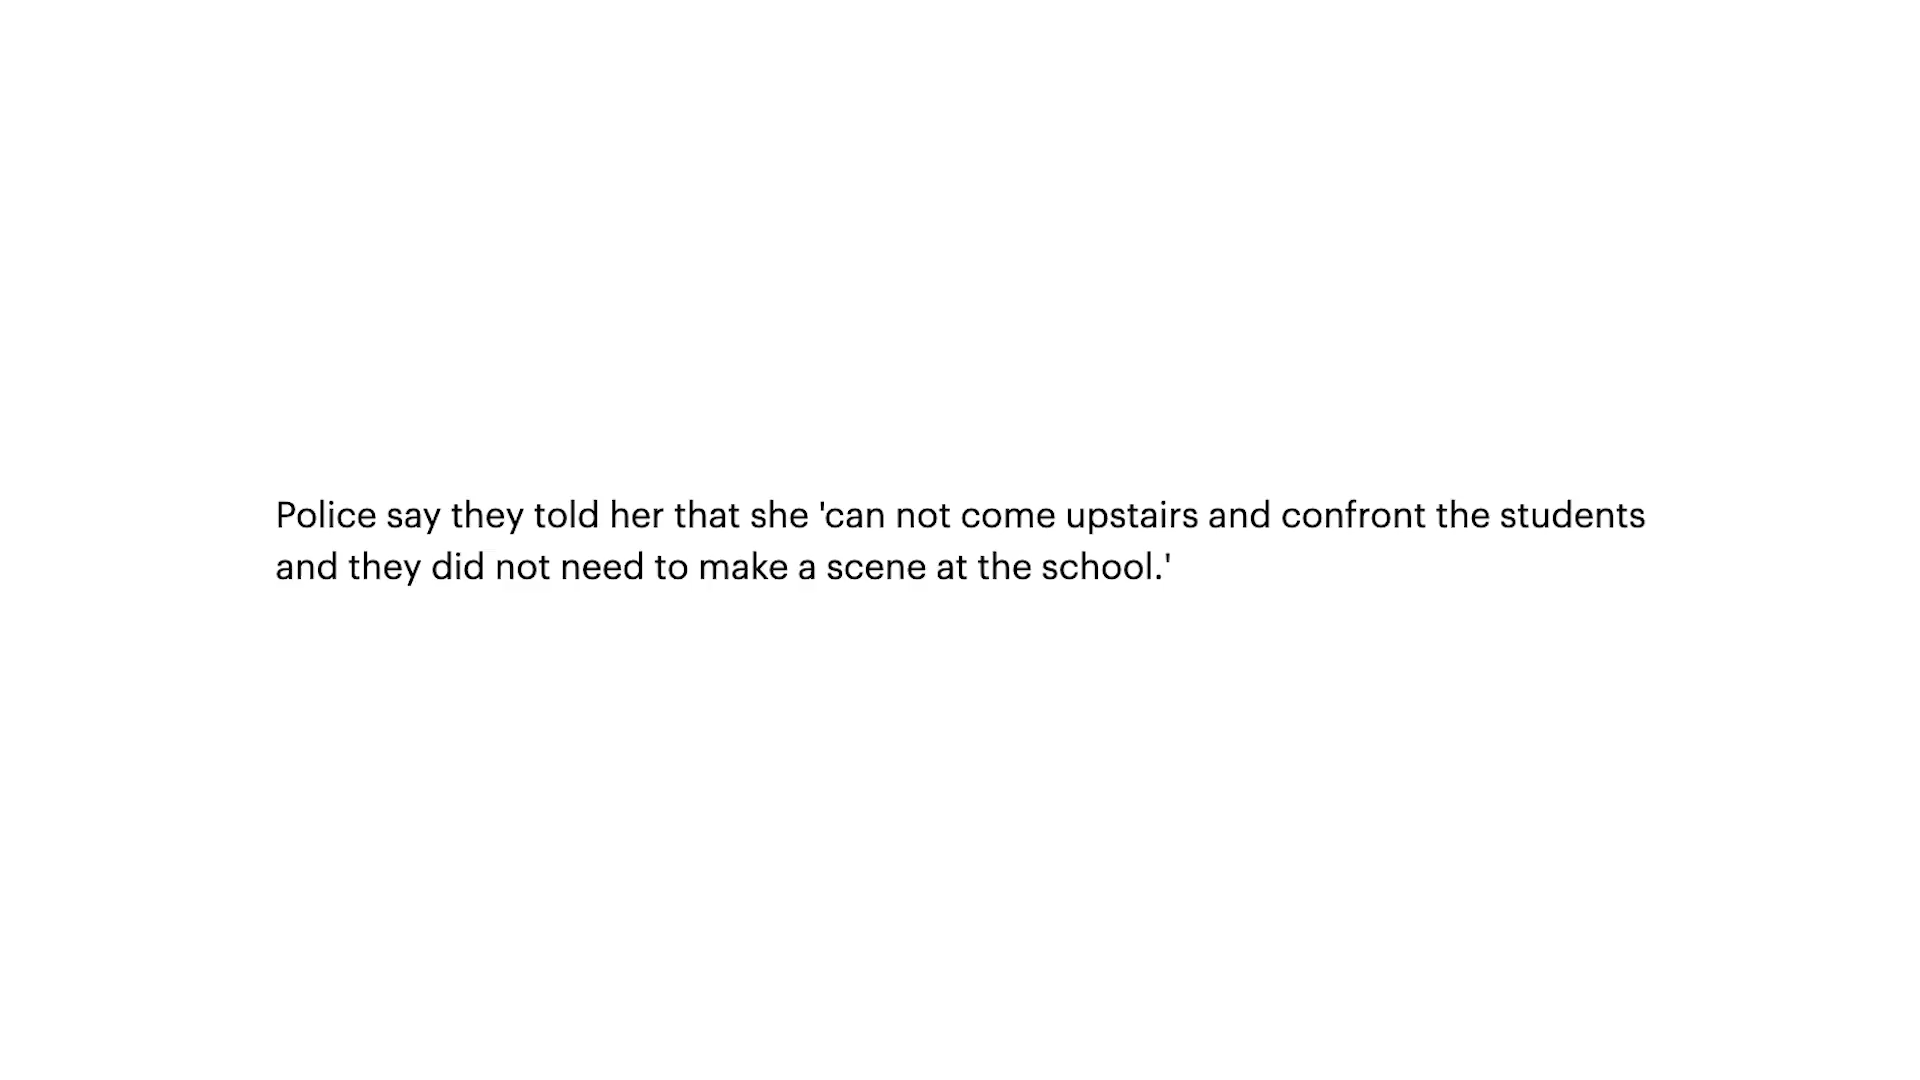 Police say they told her that she 'can not come upstairs and confront the students
and they did not need to make a scene at the school.'